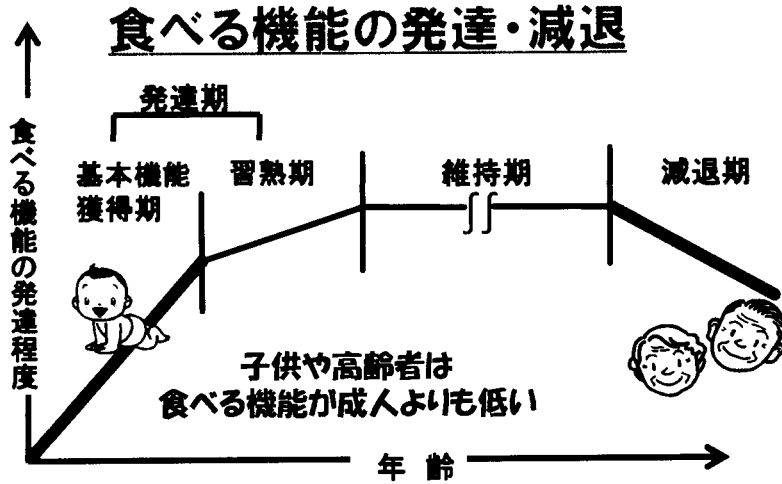 食べる機能の発達・減退
発達期
基本機能
獲得期
習熟期
維持期
減退期
食べる機能の発達程度
子供や高齢者は
食べる機能が成人よりも低い
年齢